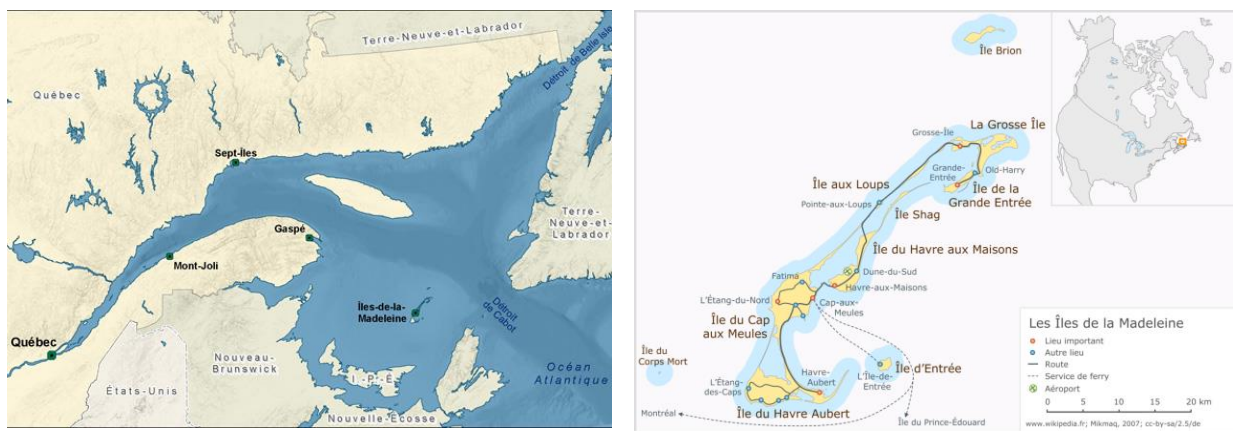 Terre-Neuve-et-Labrador
Détroit de Belle Isle
Québec
Sept-Îles
Terre-
Neuve-et-
Labrador
Gaspé
Mont-Joli
Îles-de-la-
Madeleine
Détroit
de Cabot
Québec
Nouveau-
Brunswick
Océan
Atlantique
États-Unis
Î-P-É
Nouvelle-Écosse
Île Brion
La Grosse Île
Grosse-Île
Grande-
Entrée
Old-Harry
Île aux Loups
Île de la
Grande Entrée
Pointe-aux-Loups
Île Shag
Île du Havre aux Maisons
Fatima
Dune-du-Sud
Havre-aux-Maisons
L'Étang-du-Nord
Cap-aux-
Meules
Île du Cap
aux Meules
Île du
Corps Mort
Île d'Entrée
L'Île-de-
Entrée
Havre-
Aubert
L'Étang-
des-Caps
Île du Havre Aubert
Montréal
Île du Prince-Édouard
Les Îles de la Madeleine
Lieu important
Autre lieu
Route
Service de ferry
Aéroport
0 5 10 15 20 km
www.wikipedia.fr; Mikmaq, 2007; cc-by-sa/2.5/de